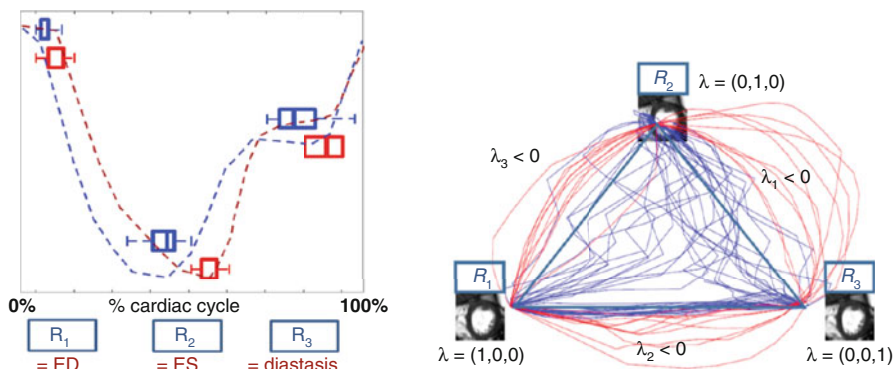 0% % cardiac cycle 100%
R₁ R₂ R₃
= ED = ES = diastasis
R₂ λ = (0,1,0)
λ₃ < 0
λ₁ < 0
R₁ R₃
λ₂ < 0
λ = (1,0,0) λ = (0,0,1)